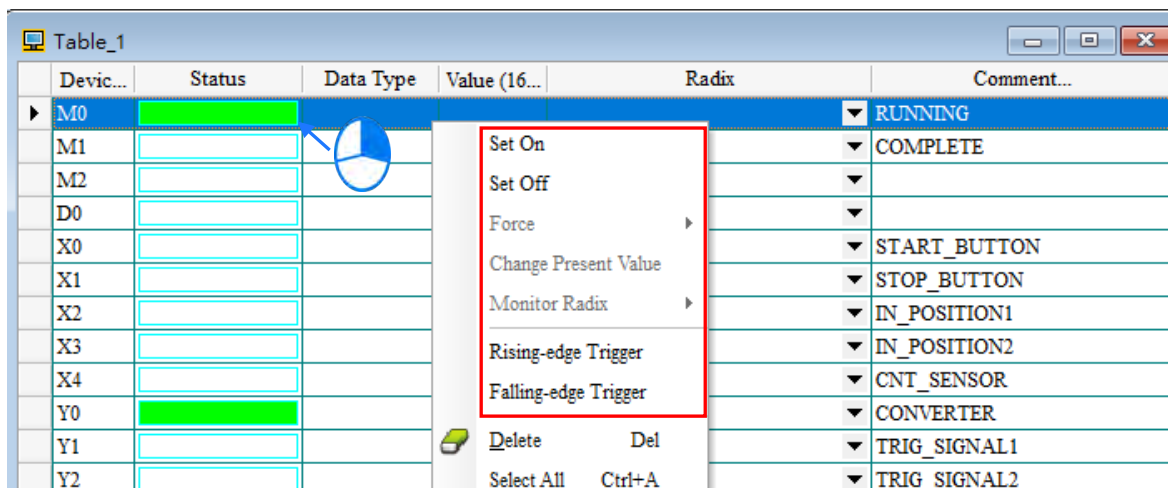 Table_1
Devic... Status Data Type Value (16... Radix Comment...
M0 RUNNING
M1 Set On COMPLETE
M2 Set Off
D0 Force
X0 START_BUTTON
X1 Change Present Value STOP_BUTTON
X2 Monitor Radix IN_POSITION1
X3 Rising-edge Trigger IN_POSITION2
X4 Falling-edge Trigger CNT_SENSOR
Y0 CONVERTER
Y1 Delete Del TRIG_SIGNAL1
Y2 Select All Ctrl+A TRIG_SIGNAL2